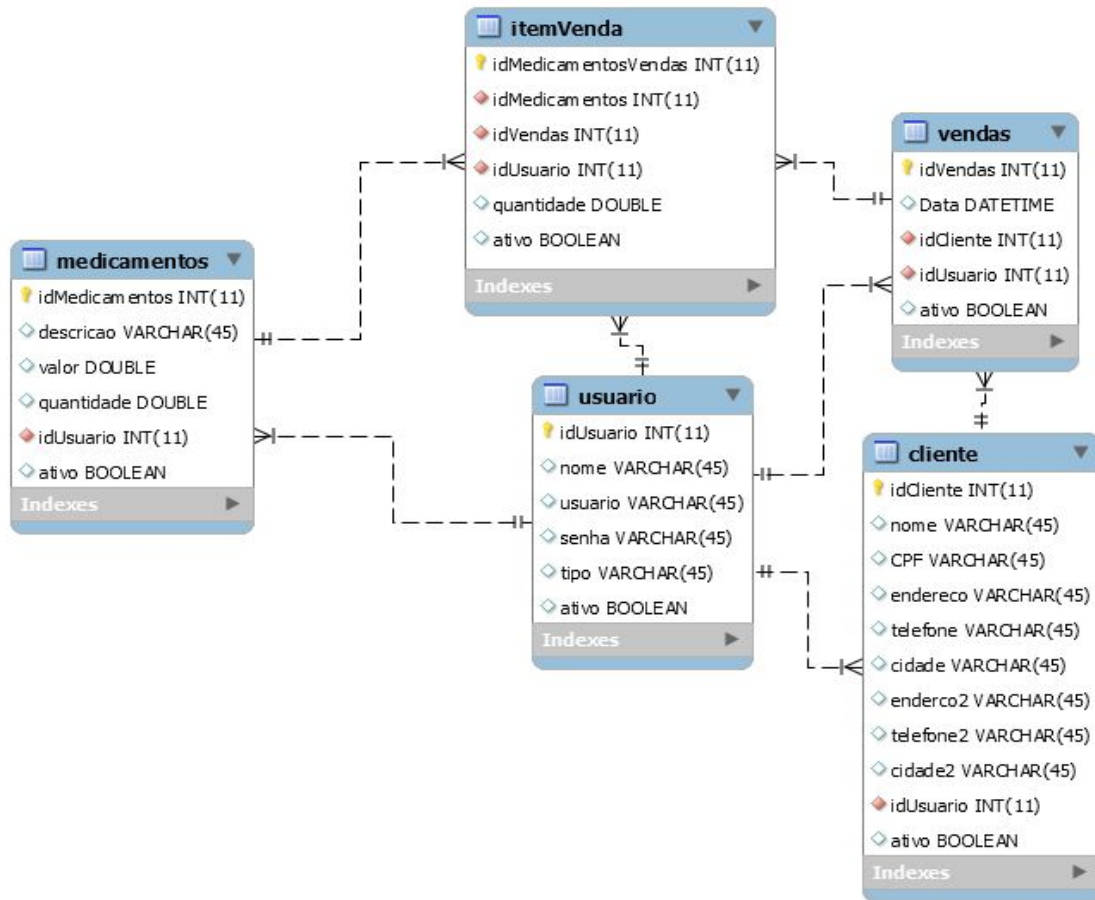 itemVenda
idMedicamentosVendas INT(11)
idMedicamentos INT(11)
idVendas INT(11)
idUsuario INT(11)
quantidade DOUBLE
ativo BOOLEAN
Indexes
vendas
idVendas INT(11)
Data DATETIME
idCliente INT(11)
idUsuario INT(11)
ativo BOOLEAN
Indexes
medicamentos
idMedicamentos INT(11)
descricao VARCHAR(45)
valor DOUBLE
quantidade DOUBLE
idUsuario INT(11)
ativo BOOLEAN
Indexes
usuario
idUsuario INT(11)
nome VARCHAR(45)
usuario VARCHAR(45)
senha VARCHAR(45)
tipo VARCHAR(45)
ativo BOOLEAN
Indexes
cliente
idCliente INT(11)
nome VARCHAR(45)
CPF VARCHAR(45)
endereco VARCHAR(45)
telefone VARCHAR(45)
cidade VARCHAR(45)
enderco2 VARCHAR(45)
telefone2 VARCHAR(45)
cidade2 VARCHAR(45)
idUsuario INT(11)
ativo BOOLEAN
Indexes